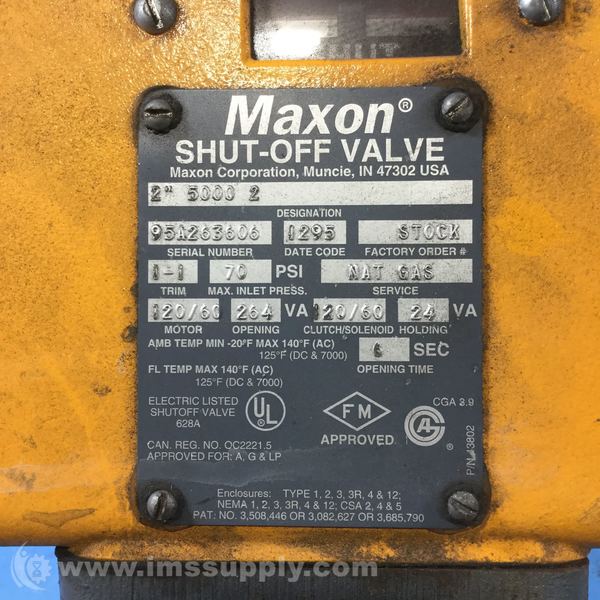 Maxon®
SHUT-OFF VALVE
Maxon Corporation, Muncie, IN 47302 USA
2" 5000 2
DESIGNATION
95A263606 1295 STOCK
SERIAL NUMBER DATE CODE FACTORY ORDER #
1-1 70 PSI NAT GAS
TRIM MAX. INLET PRESS. SERVICE
120/60 264 VA 120/60 24 VA
MOTOR OPENING CLUTCH/SOLENOID HOLDING
AMB TEMP MIN -20°F MAX 140°F (AC) 6 SEC
125°F (DC & 7000)
FL TEMP MAX 140°F (AC) OPENING TIME
125°F (DC & 7000)
ELECTRIC LISTED
SHUTOFF VALVE
628A
UL ®
FM
APPROVED
CGA 3.9
CGA ®
CAN. REG. NO. OC2221.5
APPROVED FOR: A, G & LP
P/N 13802
Enclosures: TYPE 1, 2, 3, 3R, 4 & 12;
NEMA 1, 2, 3, 3R, 4 & 12; CSA 2, 4 & 5
PAT. NO. 3,508,446 OR 3,082,627 OR 3,685,790
www.imssupply.com